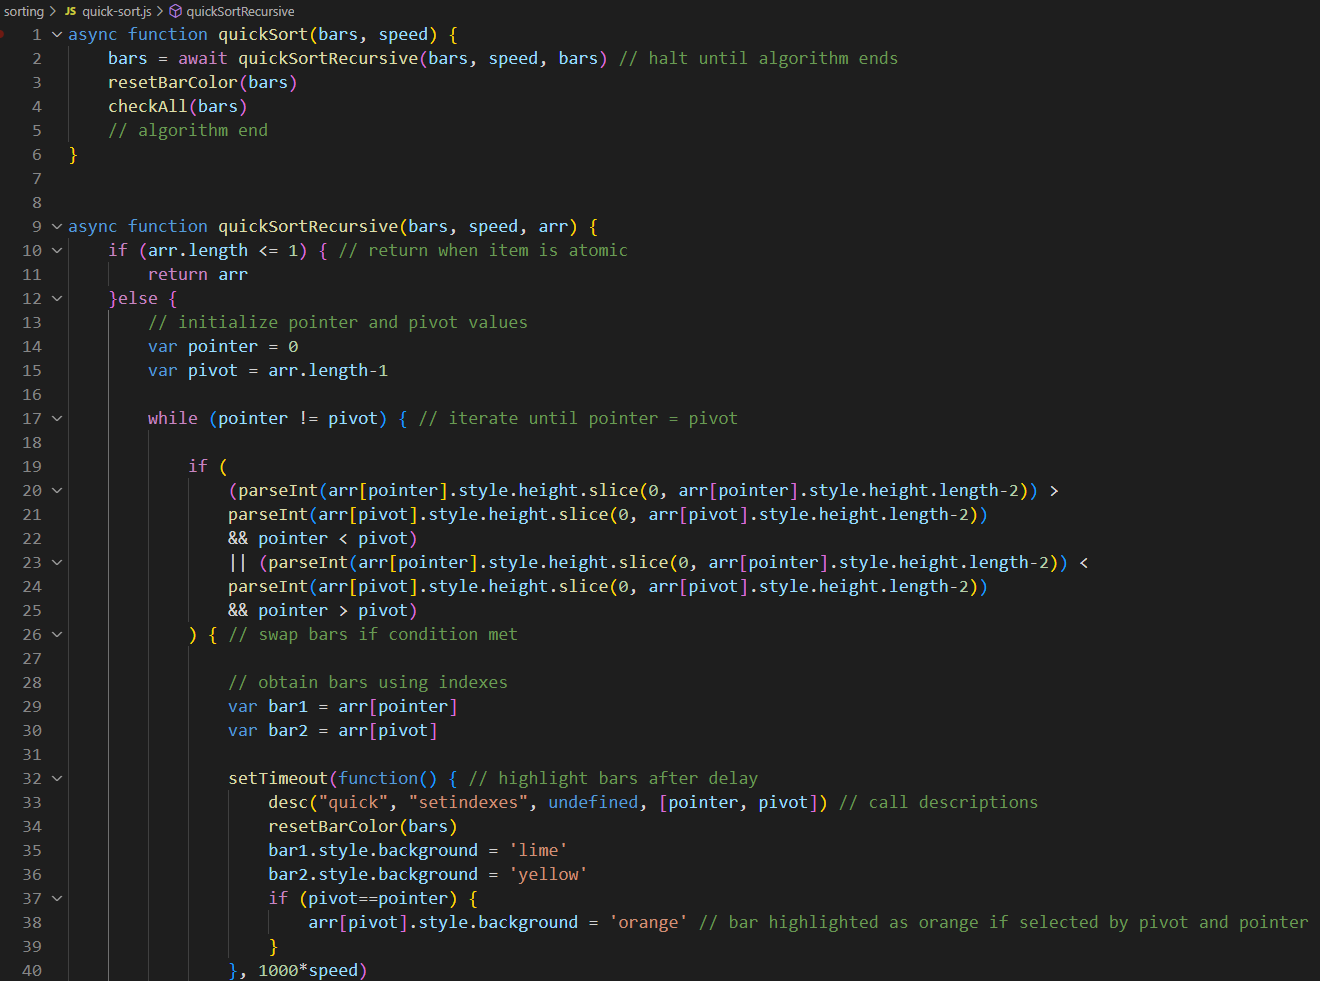 sorting > JS quick-sort.js > quickSortRecursive
1 async function quickSort(bars, speed) {
2     bars = await quickSortRecursive(bars, speed, bars) // halt until algorithm ends
3     resetBarColor(bars)
4     checkAll(bars)
5     // algorithm end
6 }
7
8
9 async function quickSortRecursive(bars, speed, arr) {
10     if (arr.length <= 1) { // return when item is atomic
11         return arr
12     }else {
13         // initialize pointer and pivot values
14         var pointer = 0
15         var pivot = arr.length-1
16
17         while (pointer != pivot) { // iterate until pointer = pivot
18
19             if (
20                 (parseInt(arr[pointer].style.height.slice(0, arr[pointer].style.height.length-2)) >
21                 parseInt(arr[pivot].style.height.slice(0, arr[pivot].style.height.length-2))
22                 && pointer < pivot)
23                 || (parseInt(arr[pointer].style.height.slice(0, arr[pointer].style.height.length-2)) <
24                 parseInt(arr[pivot].style.height.slice(0, arr[pivot].style.height.length-2))
25                 && pointer > pivot)
26             ) { // swap bars if condition met
27
28                 // obtain bars using indexes
29                 var bar1 = arr[pointer]
30                 var bar2 = arr[pivot]
31
32                 setTimeout(function() { // highlight bars after delay
33                     desc("quick", "setindexes", undefined, [pointer, pivot]) // call descriptions
34                     resetBarColor(bars)
35                     bar1.style.background = 'lime'
36                     bar2.style.background = 'yellow'
37                     if (pivot==pointer) {
38                         arr[pivot].style.background = 'orange' // bar highlighted as orange if selected by pivot and pointer
39                     }
40                 }, 1000*speed)